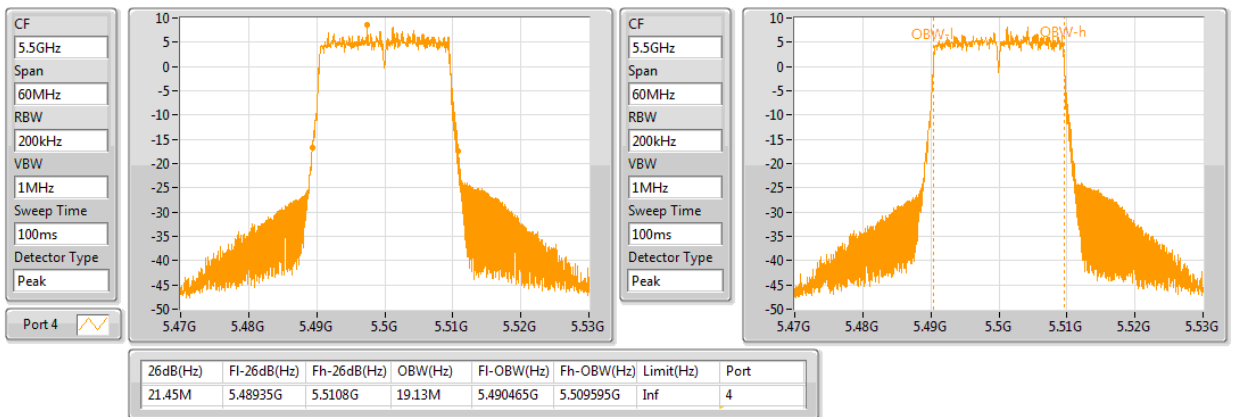 CF
5.5GHz
Span
60MHz
RBW
200kHz
VBW
1MHz
Sweep Time
100ms
Detector Type
Peak
Port 4
10
5
0
-5
-10
-15
-20
-25
-30
-35
-40
-45
-50
5.47G 5.48G 5.49G 5.5G 5.51G 5.52G 5.53G
CF
5.5GHz
Span
60MHz
RBW
200kHz
VBW
1MHz
Sweep Time
100ms
Detector Type
Peak
10
5
0
-5
-10
-15
-20
-25
-30
-35
-40
-45
-50
OBW-l OBW-h
5.47G 5.48G 5.49G 5.5G 5.51G 5.52G 5.53G
26dB(Hz) Fl-26dB(Hz) Fh-26dB(Hz) OBW(Hz) Fl-OBW(Hz) Fh-OBW(Hz) Limit(Hz) Port
21.45M 5.48935G 5.5108G 19.13M 5.490465G 5.509595G Inf 4